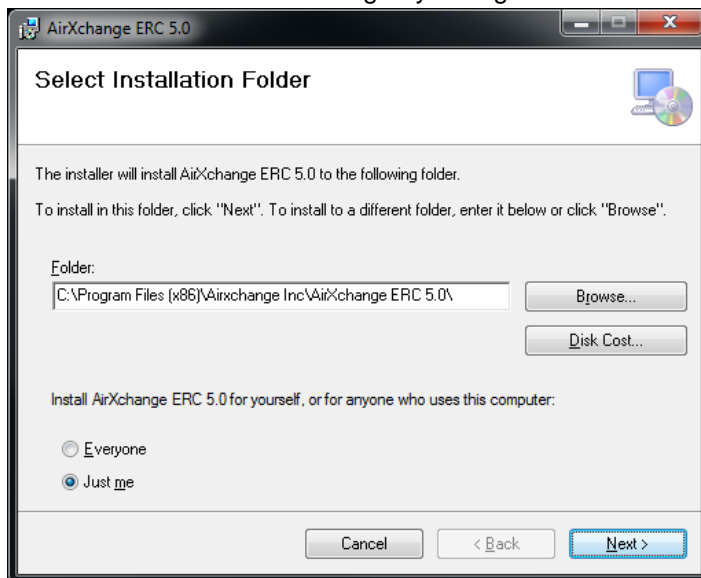 AirXchange ERC 5.0
Select Installation Folder
The installer will install AirXchange ERC 5.0 to the following folder.
To install in this folder, click "Next". To install to a different folder, enter it below or click "Browse".
Folder:
C:\Program Files (x86)\Airxchange Inc\AirXchange ERC 5.0\
Browse...
Disk Cost...
Install AirXchange ERC 5.0 for yourself, or for anyone who uses this computer:
Everyone
Just me
Cancel
< Back
Next >